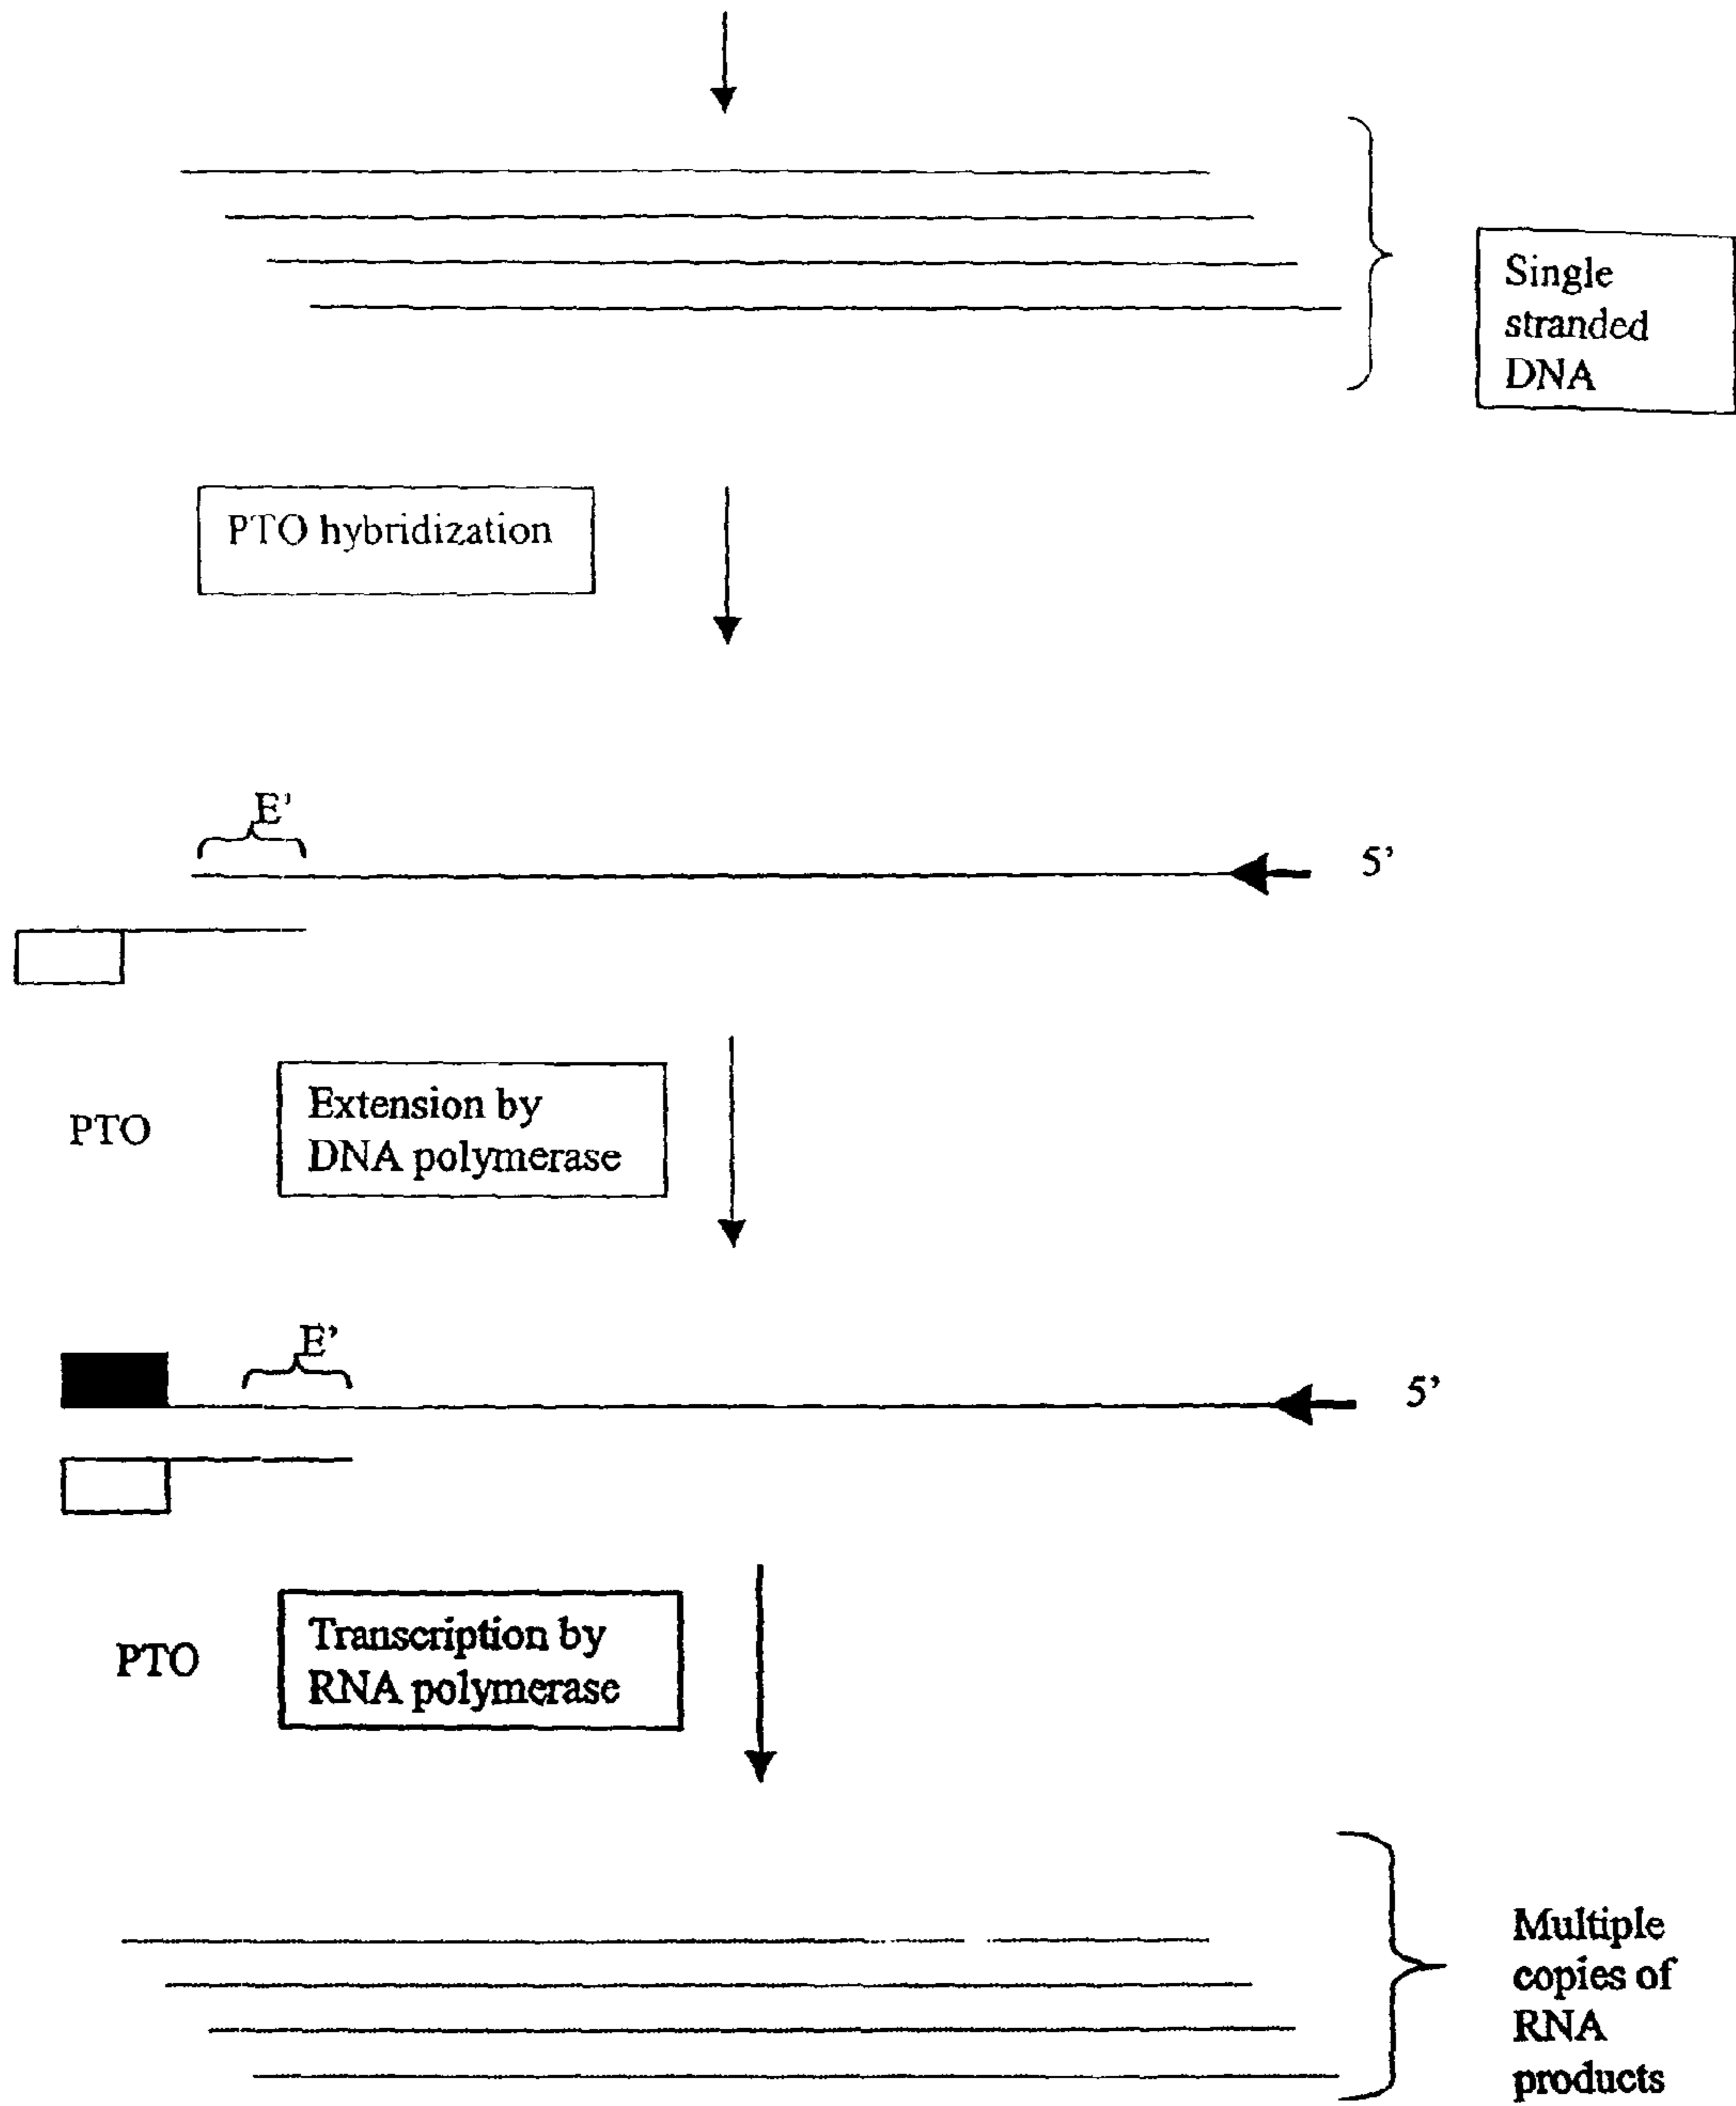 Single
stranded
DNA
PTO hybridization
E’
5’
PTO
Extension by
DNA polymerase
E’
5’
PTO
Transcription by
RNA polymerase
Multiple
copies of
RNA
products